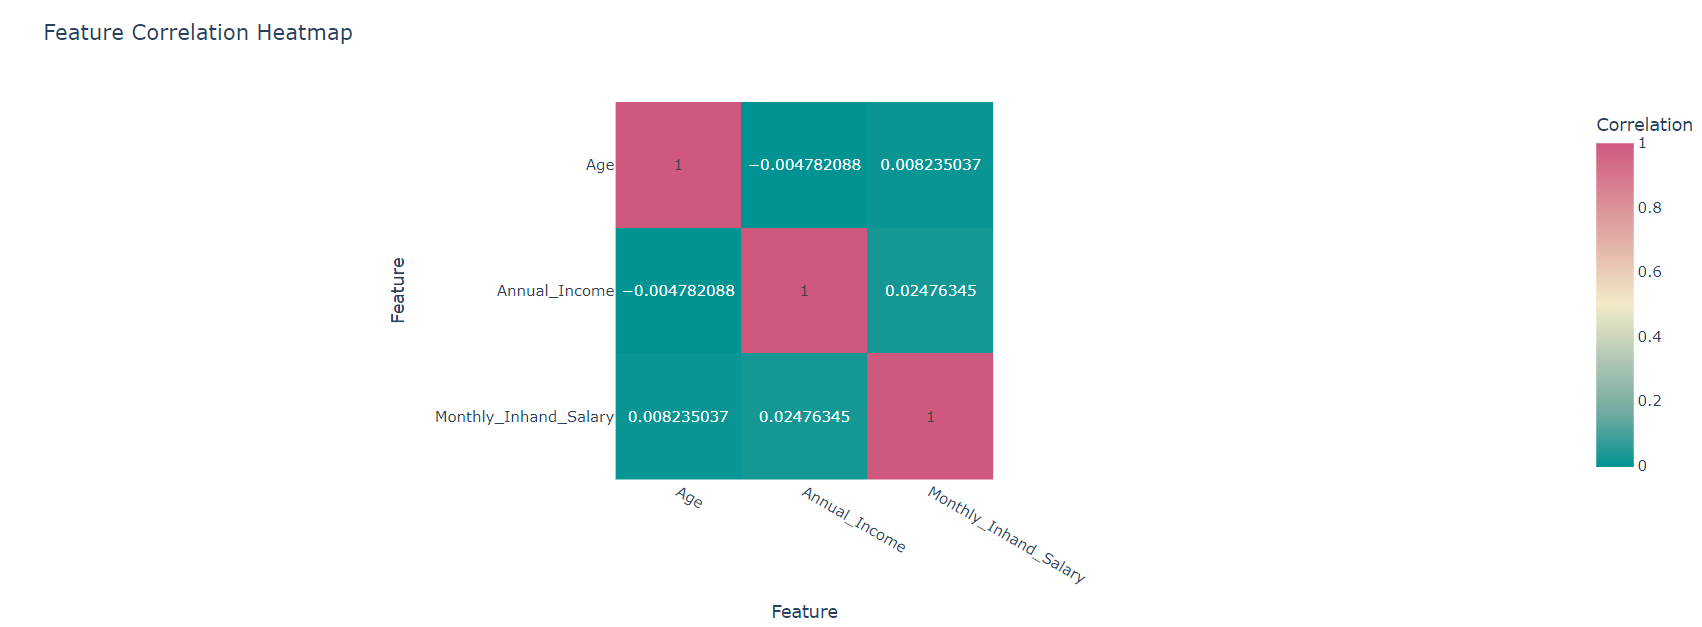 Feature Correlation Heatmap
Correlation
1
0.8
0.6
0.4
0.2
0
Feature
Age
1
−0.004782088
0.008235037
Annual_Income
−0.004782088
1
0.02476345
Monthly_Inhand_Salary
0.008235037
0.02476345
1
Age
Annual_Income
Monthly_Inhand_Salary
Feature